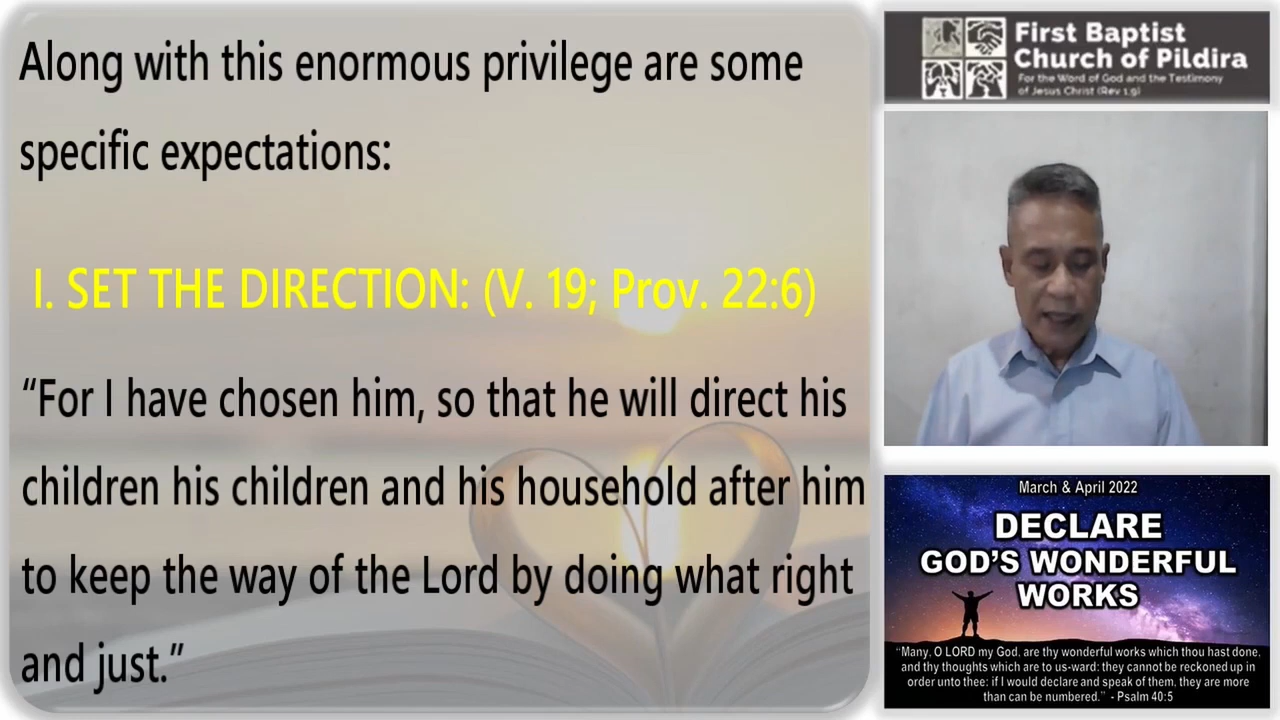 Along with this enormous privilege are some
specific expectations:
I. SET THE DIRECTION: (V. 19; Prov. 22:6)
“For I have chosen him, so that he will direct his
children his children and his household after him
to keep the way of the Lord by doing what right
and just.”
First Baptist
Church of Pildira
For the Word of God and the Testimony
of Jesus Christ (Rev 1:9)
March & April 2022
DECLARE
GOD'S WONDERFUL
WORKS
“Many, O LORD my God, are thy wonderful works which thou hast done,
and thy thoughts which are to us-ward: they cannot be reckoned up in
order unto thee: if I would declare and speak of them, they are more
than can be numbered.” - Psalm 40:5